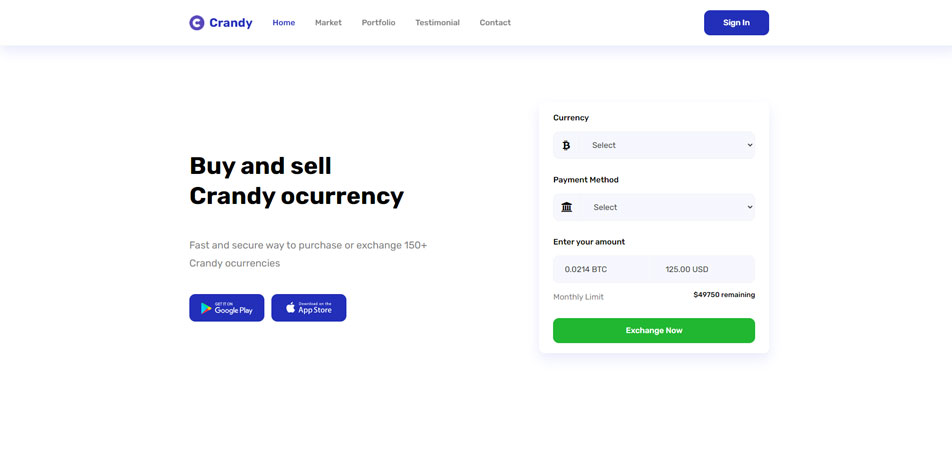 Crandy
Home Market Portfolio Testimonial Contact
Sign In
Buy and sell
Crandy ocurrency
Fast and secure way to purchase or exchange 150+
Crandy ocurrencies
GET IT ON
Google Play
Download on the
App Store
Currency
Select
Payment Method
Select
Enter your amount
0.0214 BTC 125.00 USD
Monthly Limit $49750 remaining
Exchange Now